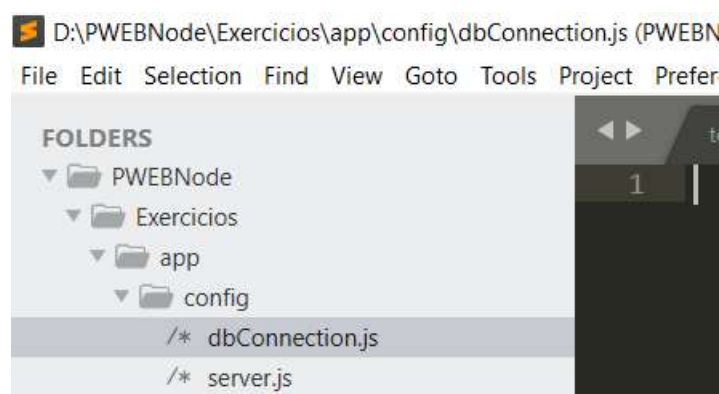 D:\PWEBNode\Exercicios\app\config\dbConnection.js (PWEBN
File Edit Selection Find View Goto Tools Project Prefer
FOLDERS
PWEBNode
1
Exercicios
app
config
/* dbConnection.js
/* server.js